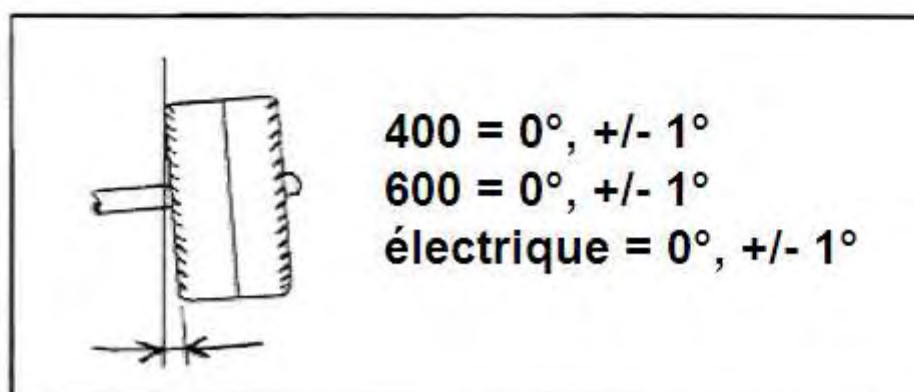 400 = 0°, +/- 1°
600 = 0°, +/- 1°
électrique = 0°, +/- 1°